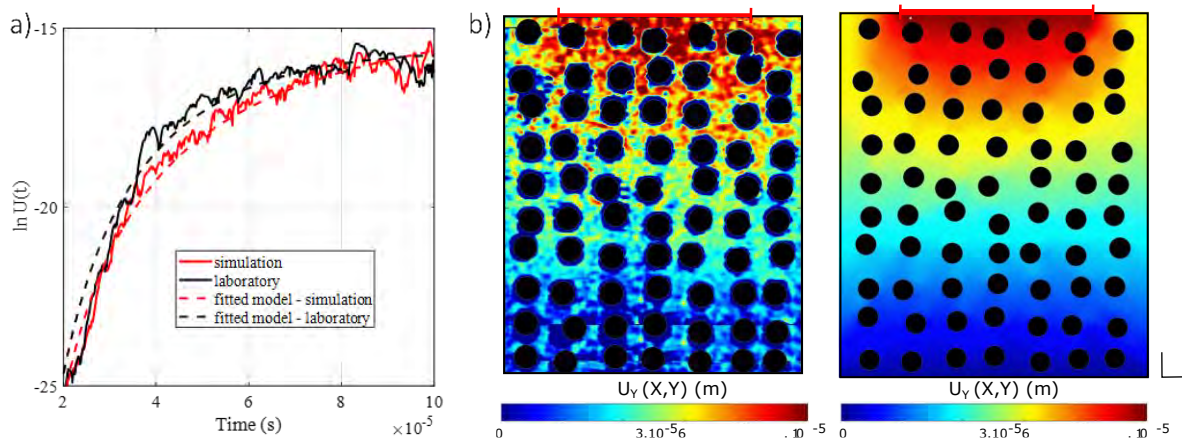 a)
-15
-20
-25
ln U(t)
simulation
laboratory
fitted model - simulation
fitted model - laboratory
2 4 6 8 10
Time (s)
×10⁻⁵
b)
U_Y (X,Y) (m)
0 3.10⁻⁵6 .10⁻⁵
U_Y (X,Y) (m)
0 3.10⁻⁵6 .10⁻⁵